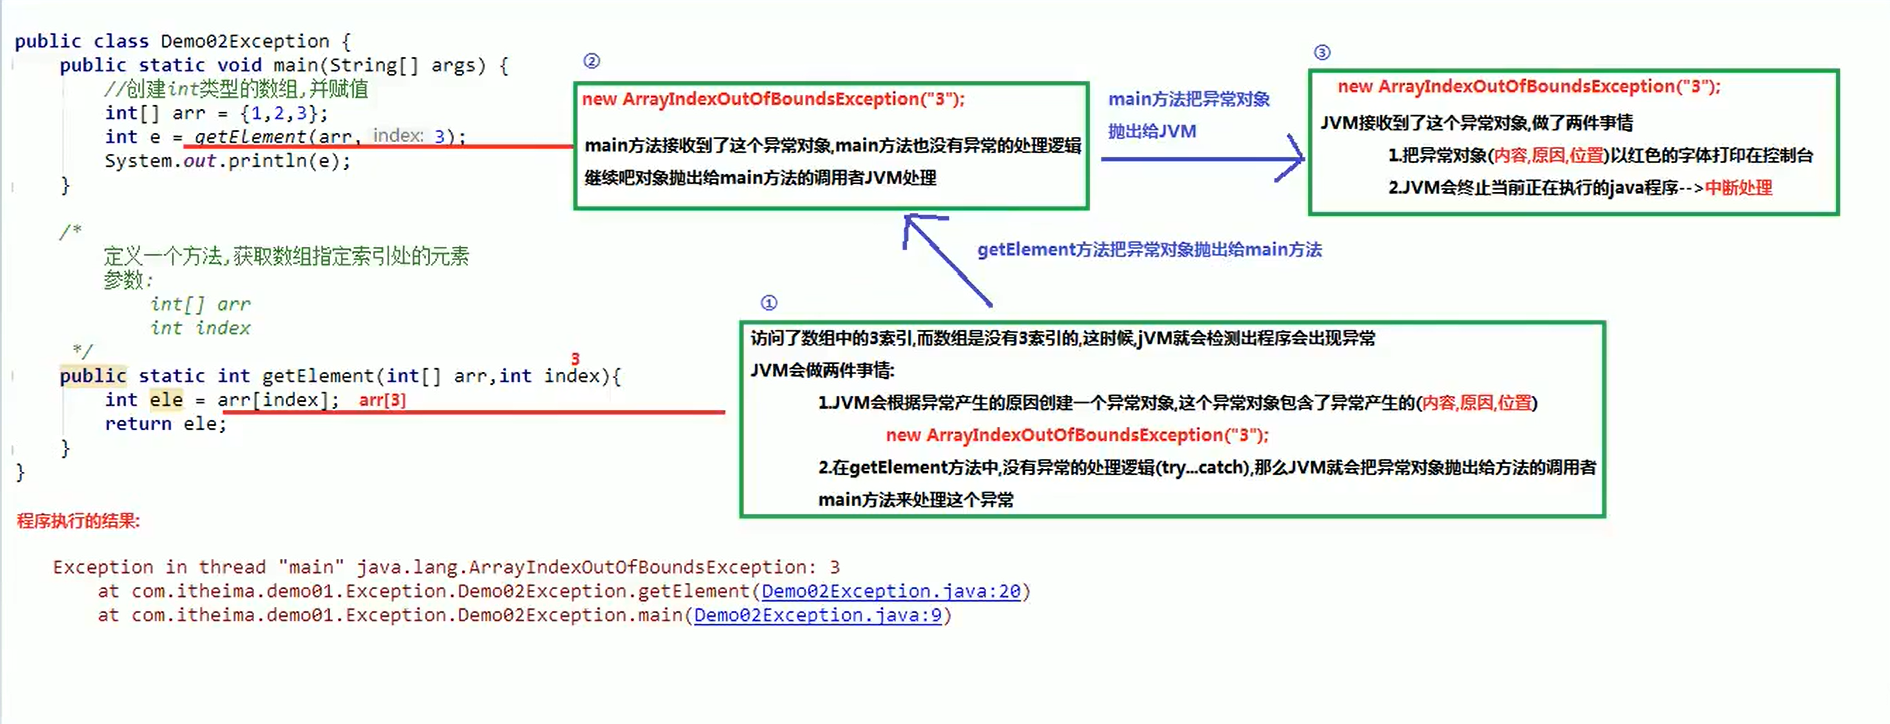 public class Demo02Exception {
public static void main(String[] args) {
//创建int类型的数组,并赋值
int[] arr = {1,2,3};
int e = getElement(arr, index: 3);
System.out.println(e);
}
/*
定义一个方法,获取数组指定索引处的元素
参数:
int[] arr
int index
*/
3
public static int getElement(int[] arr,int index){
int ele = arr[index]; arr[3]
return ele;
}
}
②
new ArrayIndexOutOfBoundsException("3");
main方法接收到了这个异常对象,main方法也没有异常的处理逻辑
继续吧对象抛出给main方法的调用者JVM处理
main方法把异常对象
抛出给JVM
③
new ArrayIndexOutOfBoundsException("3");
JVM接收到了这个异常对象,做了两件事情
1.把异常对象(内容,原因,位置)以红色的字体打印在控制台
2.JVM会终止当前正在执行的java程序-->中断处理
getElement方法把异常对象抛出给main方法
①
访问了数组中的3索引,而数组是没有3索引的,这时候,jVM就会检测出程序会出现异常
JVM会做两件事情:
1.JVM会根据异常产生的原因创建一个异常对象,这个异常对象包含了异常产生的(内容,原因,位置)
new ArrayIndexOutOfBoundsException("3");
2.在getElement方法中,没有异常的处理逻辑(try...catch),那么JVM就会把异常对象抛出给方法的调用者
main方法来处理这个异常
程序执行的结果:
Exception in thread "main" java.lang.ArrayIndexOutOfBoundsException: 3
at com.itheima.demo01.Exception.Demo02Exception.getElement(Demo02Exception.java:20)
at com.itheima.demo01.Exception.Demo02Exception.main(Demo02Exception.java:9)